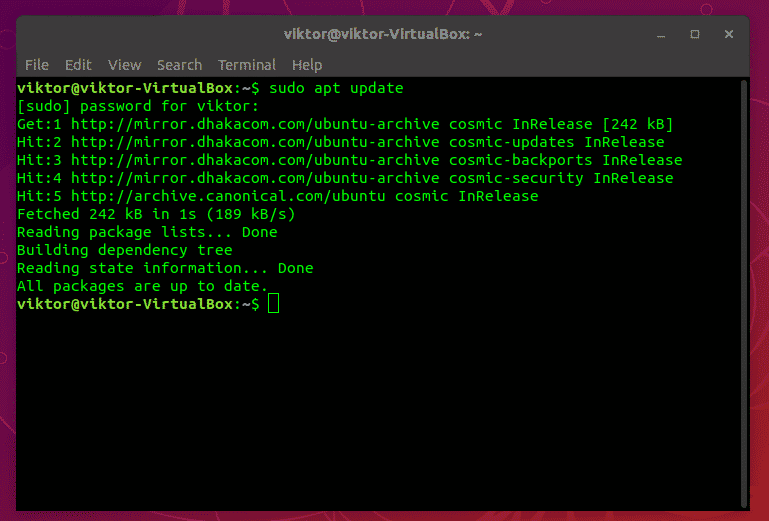 viktor@viktor-VirtualBox: ~
File Edit View Search Terminal Help
viktor@viktor-VirtualBox:~$ sudo apt update
[sudo] password for viktor:
Get:1 http://mirror.dhakacom.com/ubuntu-archive cosmic InRelease [242 kB]
Hit:2 http://mirror.dhakacom.com/ubuntu-archive cosmic-updates InRelease
Hit:3 http://mirror.dhakacom.com/ubuntu-archive cosmic-backports InRelease
Hit:4 http://mirror.dhakacom.com/ubuntu-archive cosmic-security InRelease
Hit:5 http://archive.canonical.com/ubuntu cosmic InRelease
Fetched 242 kB in 1s (189 kB/s)
Reading package lists... Done
Building dependency tree
Reading state information... Done
All packages are up to date.
viktor@viktor-VirtualBox:~$